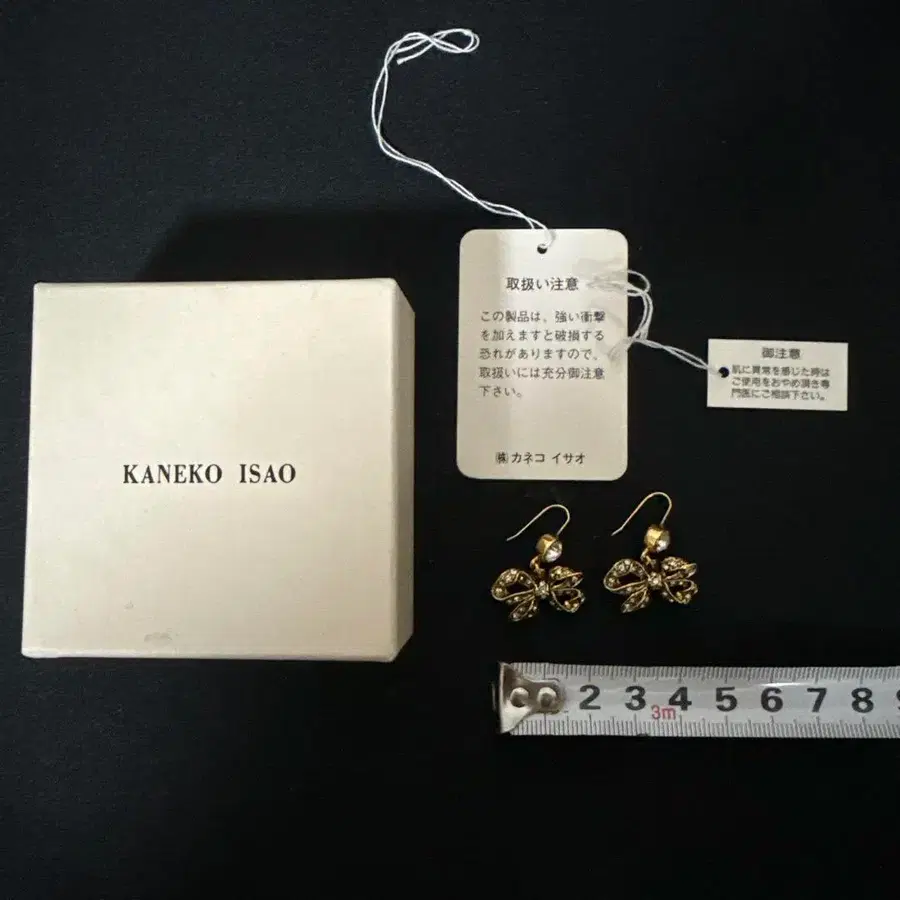 KANEKO ISAO
取扱い注意
この製品は、強い衝撃
を加えますと破損する
恐れがありますので、
取扱いには充分御注意
下さい。
㈱ カネコ イサオ
御注意
肌に異常を感じた時は
ご使用をおやめ頂き専
門医にご相談下さい。
2 3 4 5 6 7 8 9
3m